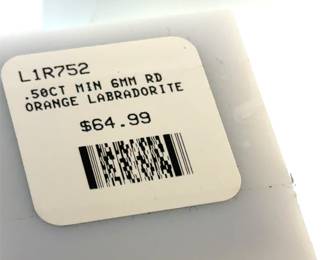 L1R752
.50CT MIN 6MM RD
ORANGE LABRADORITE
$64.99